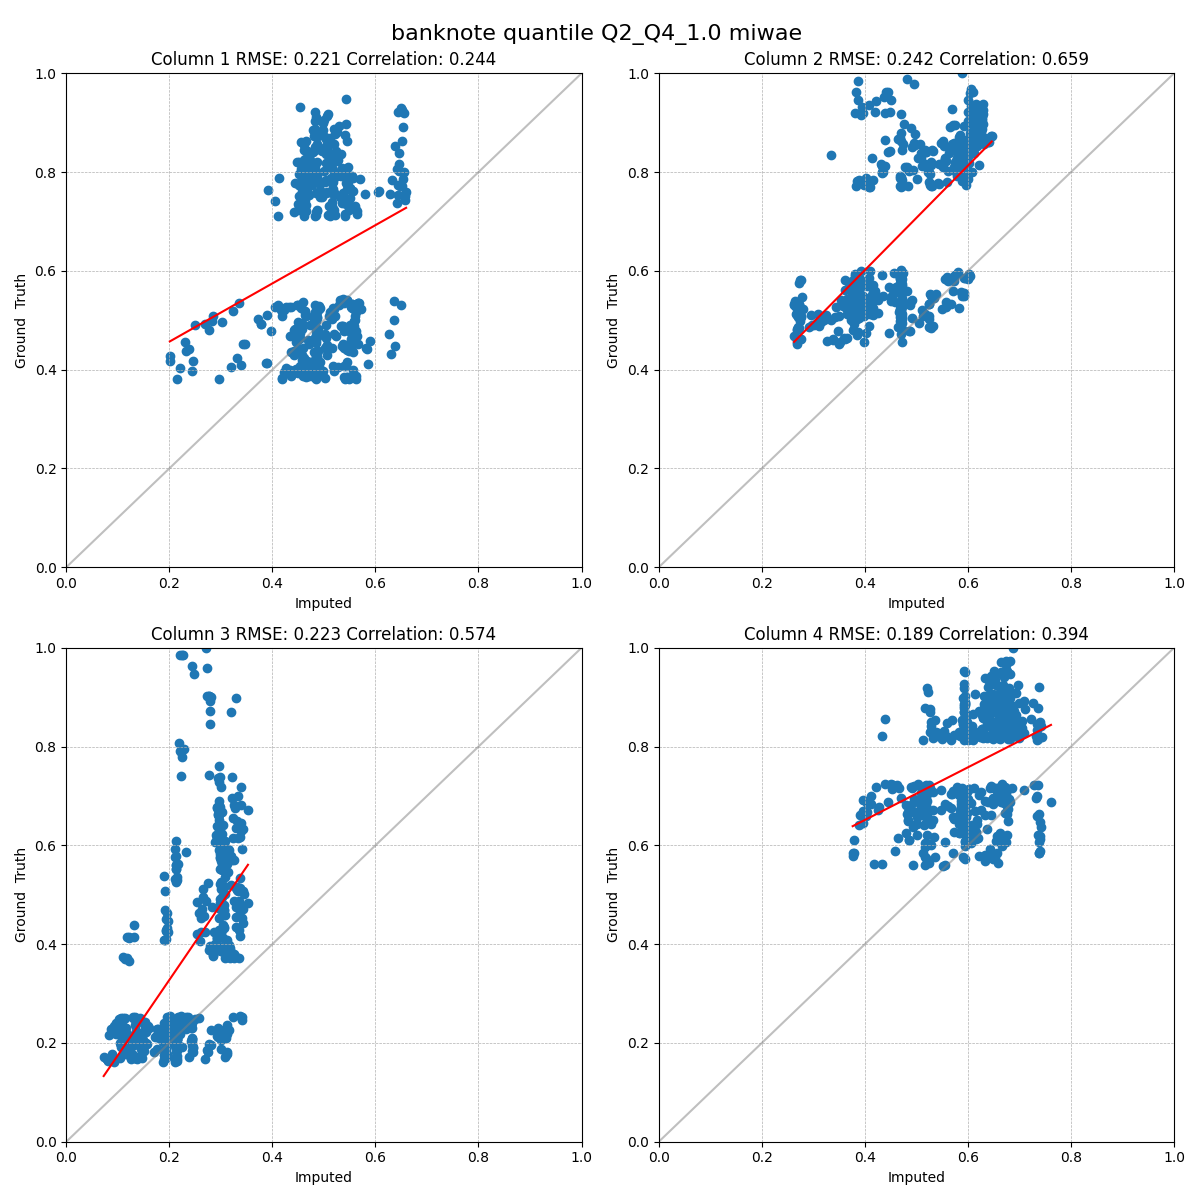 banknote quantile Q2_Q4_1.0 miwae
Column 1 RMSE: 0.221 Correlation: 0.244
1.0
0.8
0.6
0.4
0.2
0.0
Ground Truth
0.0 0.2 0.4 0.6 0.8 1.0
Imputed
Column 2 RMSE: 0.242 Correlation: 0.659
1.0
0.8
0.6
0.4
0.2
0.0
Ground Truth
0.0 0.2 0.4 0.6 0.8 1.0
Imputed
Column 3 RMSE: 0.223 Correlation: 0.574
1.0
0.8
0.6
0.4
0.2
0.0
Ground Truth
0.0 0.2 0.4 0.6 0.8 1.0
Imputed
Column 4 RMSE: 0.189 Correlation: 0.394
1.0
0.8
0.6
0.4
0.2
0.0
Ground Truth
0.0 0.2 0.4 0.6 0.8 1.0
Imputed